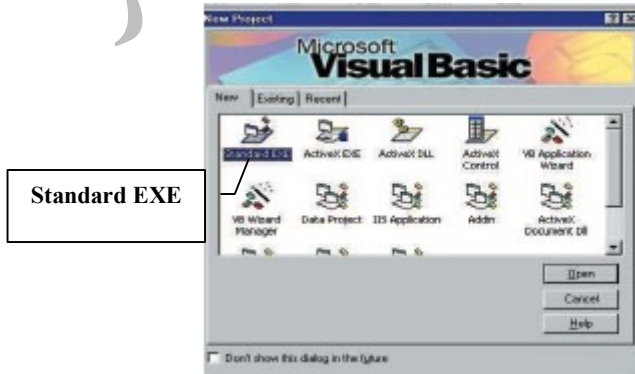 New Project
Microsoft
Visual Basic
New Existing Recent
Standard EXE ActiveX EXE ActiveX DLL ActiveX Control VB Application Wizard
VB Wizard Manager Data Project IIS Application Addin ActiveX Document Dll
Standard EXE
Open
Cancel
Help
Don't show this dialog in the future